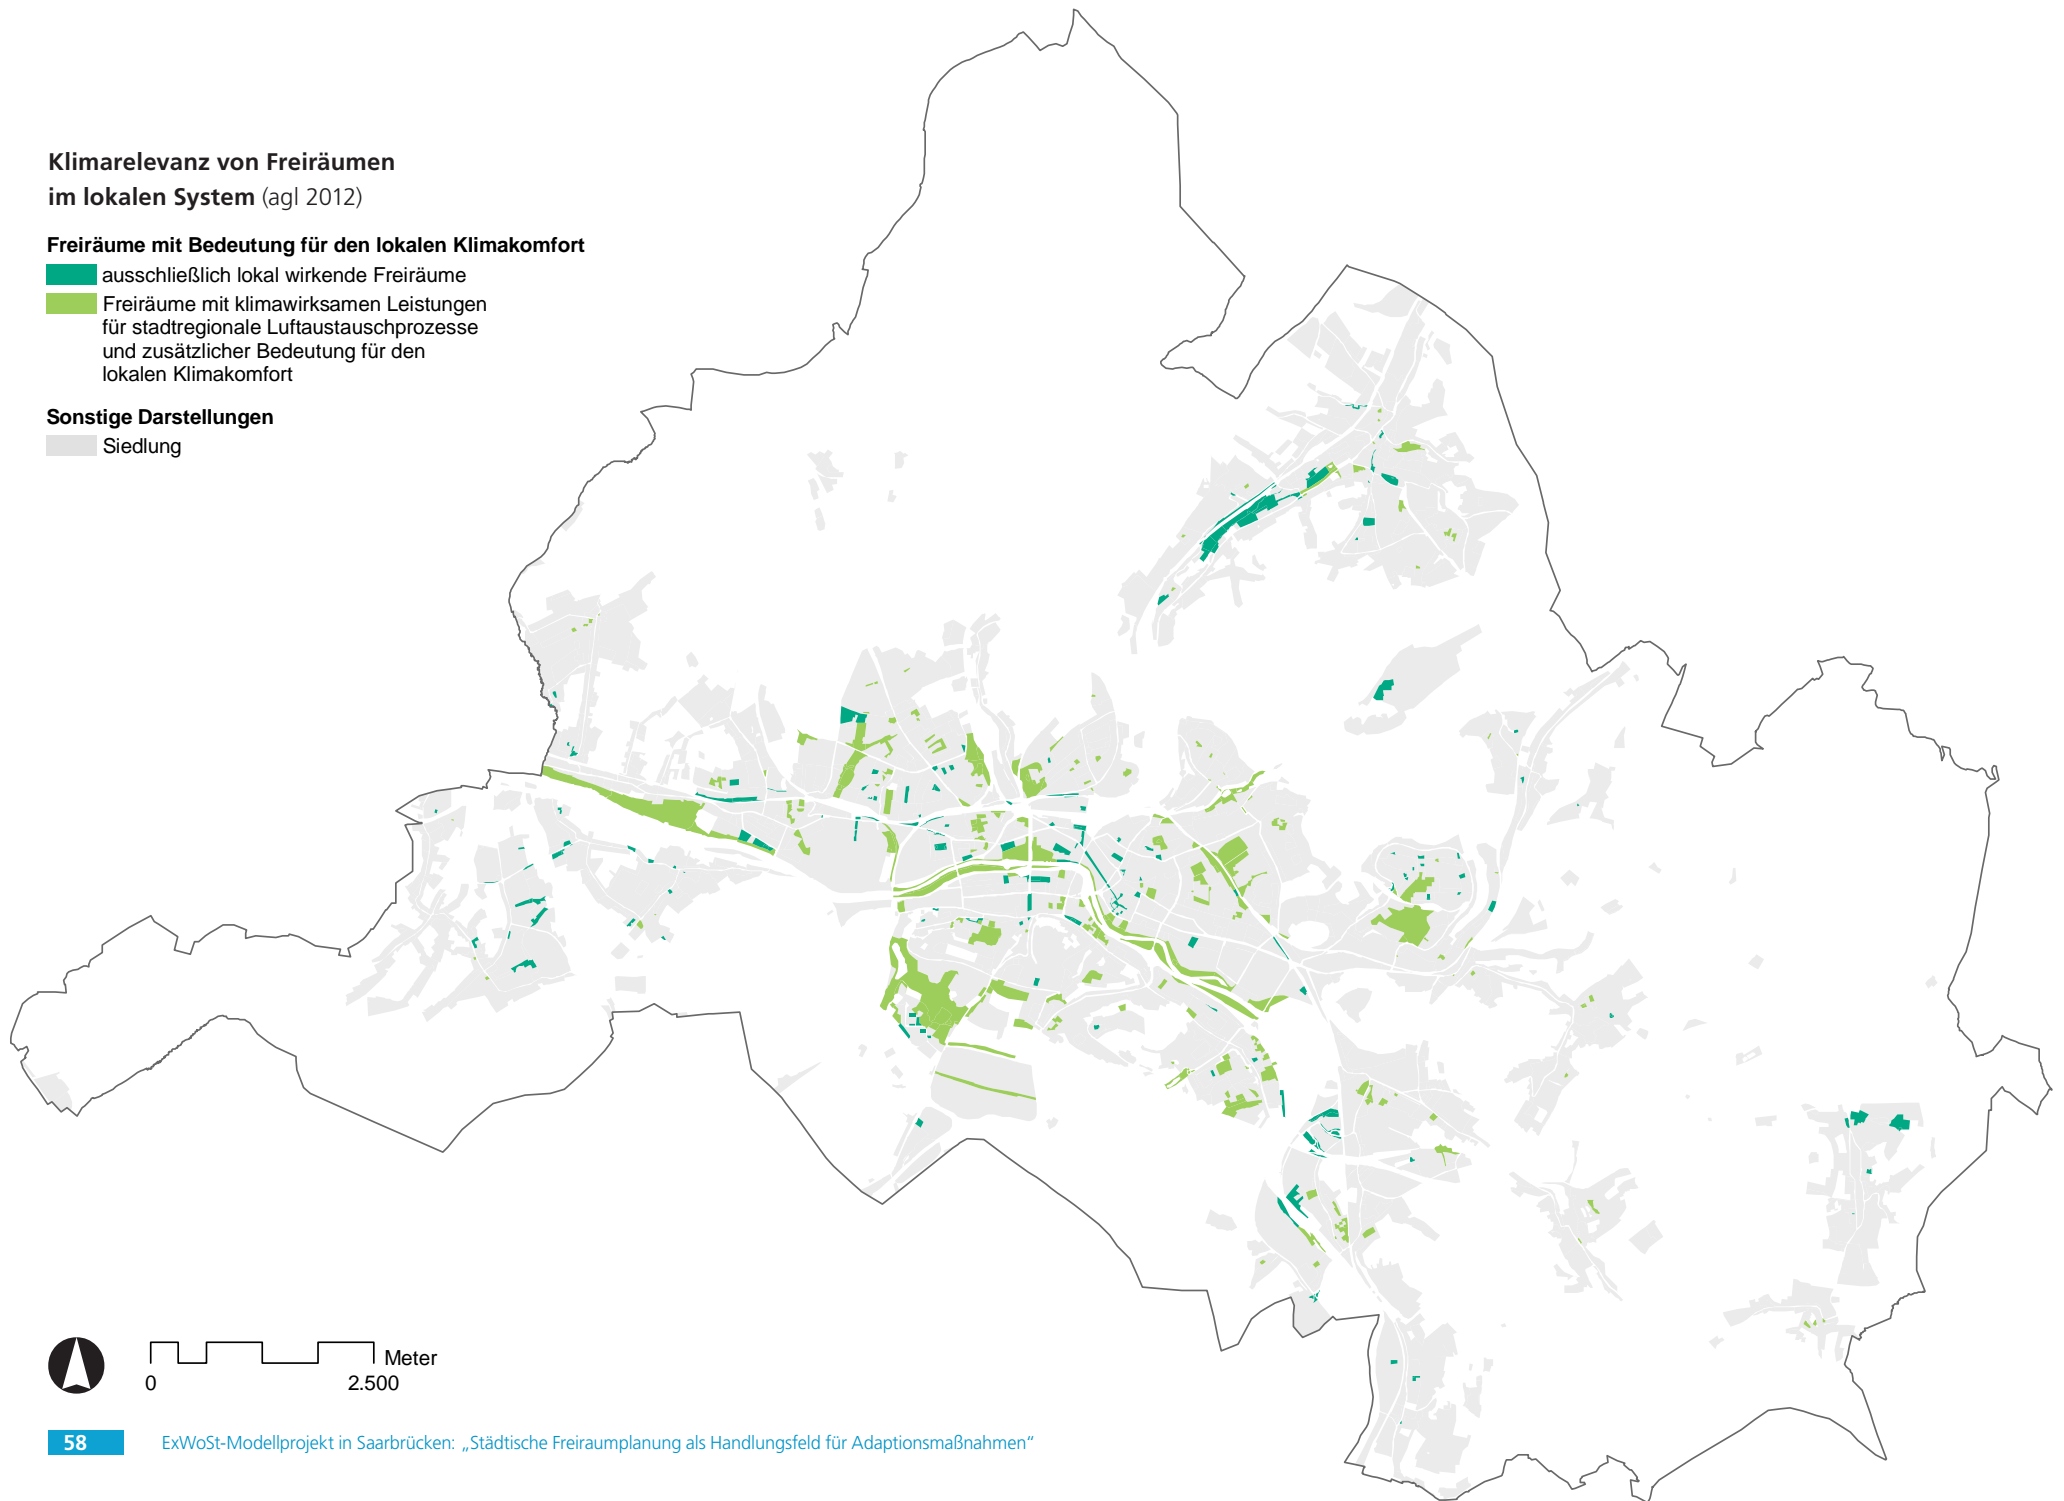 Klimarelevanz von Freiräumen
im lokalen System (agl 2012)
Freiräume mit Bedeutung für den lokalen Klimakomfort
ausschließlich lokal wirkende Freiräume
Freiräume mit klimawirksamen Leistungen
für stadtregionale Luftaustauschprozesse
und zusätzlicher Bedeutung für den
lokalen Klimakomfort
Sonstige Darstellungen
Siedlung
Meter
0 2.500
58 ExWoSt-Modellprojekt in Saarbrücken: „Städtische Freiraumplanung als Handlungsfeld für Adaptionsmaßnahmen“